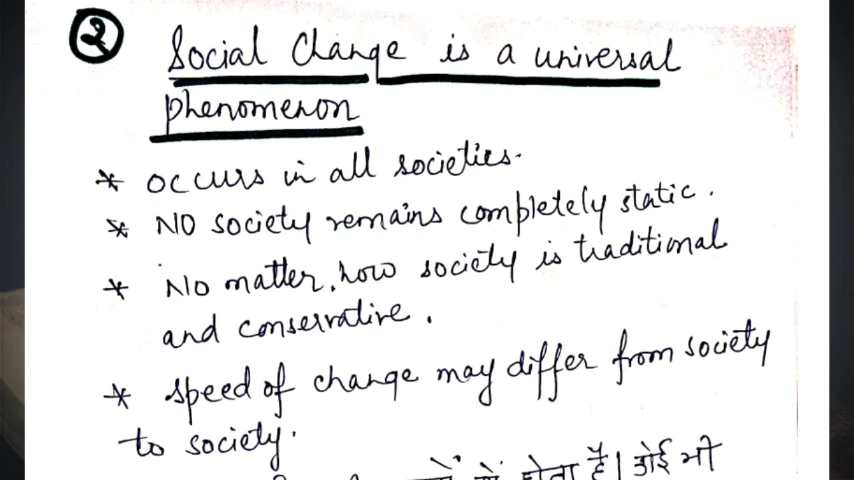 २ Social Change is a universal
phenomenon
* occurs in all societies.
* NO society remains completely static.
* No matter, how society is traditional
and conservative.
* speed of change may differ from society
to society.
होता है। कोई भी